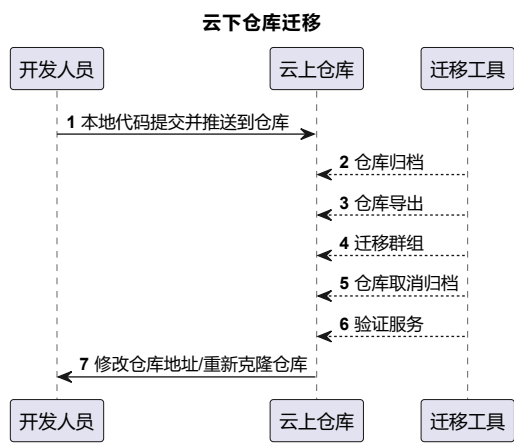 云下仓库迁移
开发人员 云上仓库 迁移工具
1 本地代码提交并推送到仓库
2 仓库归档
3 仓库导出
4 迁移群组
5 仓库取消归档
6 验证服务
7 修改仓库地址/重新克隆仓库
开发人员 云上仓库 迁移工具